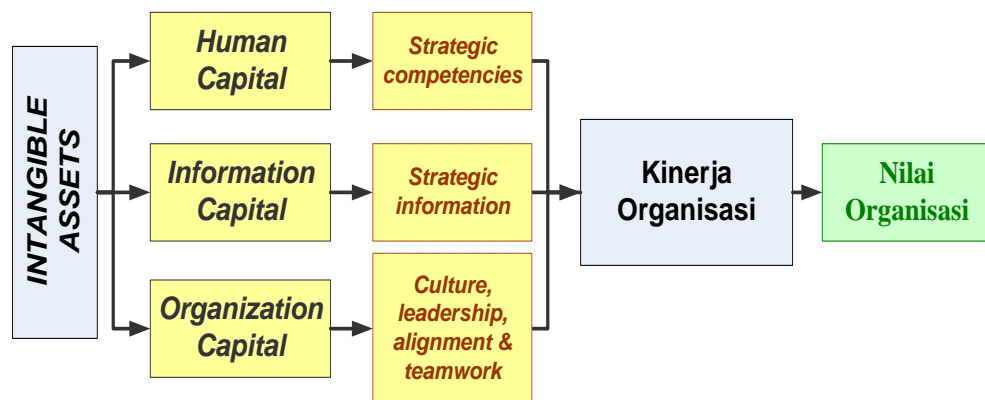 INTANGIBLE
ASSETS
Human
Capital
Strategic
competencies
Information
Capital
Strategic
information
Organization
Capital
Culture,
leadership,
alignment &
teamwork
Kinerja
Organisasi
Nilai
Organisasi